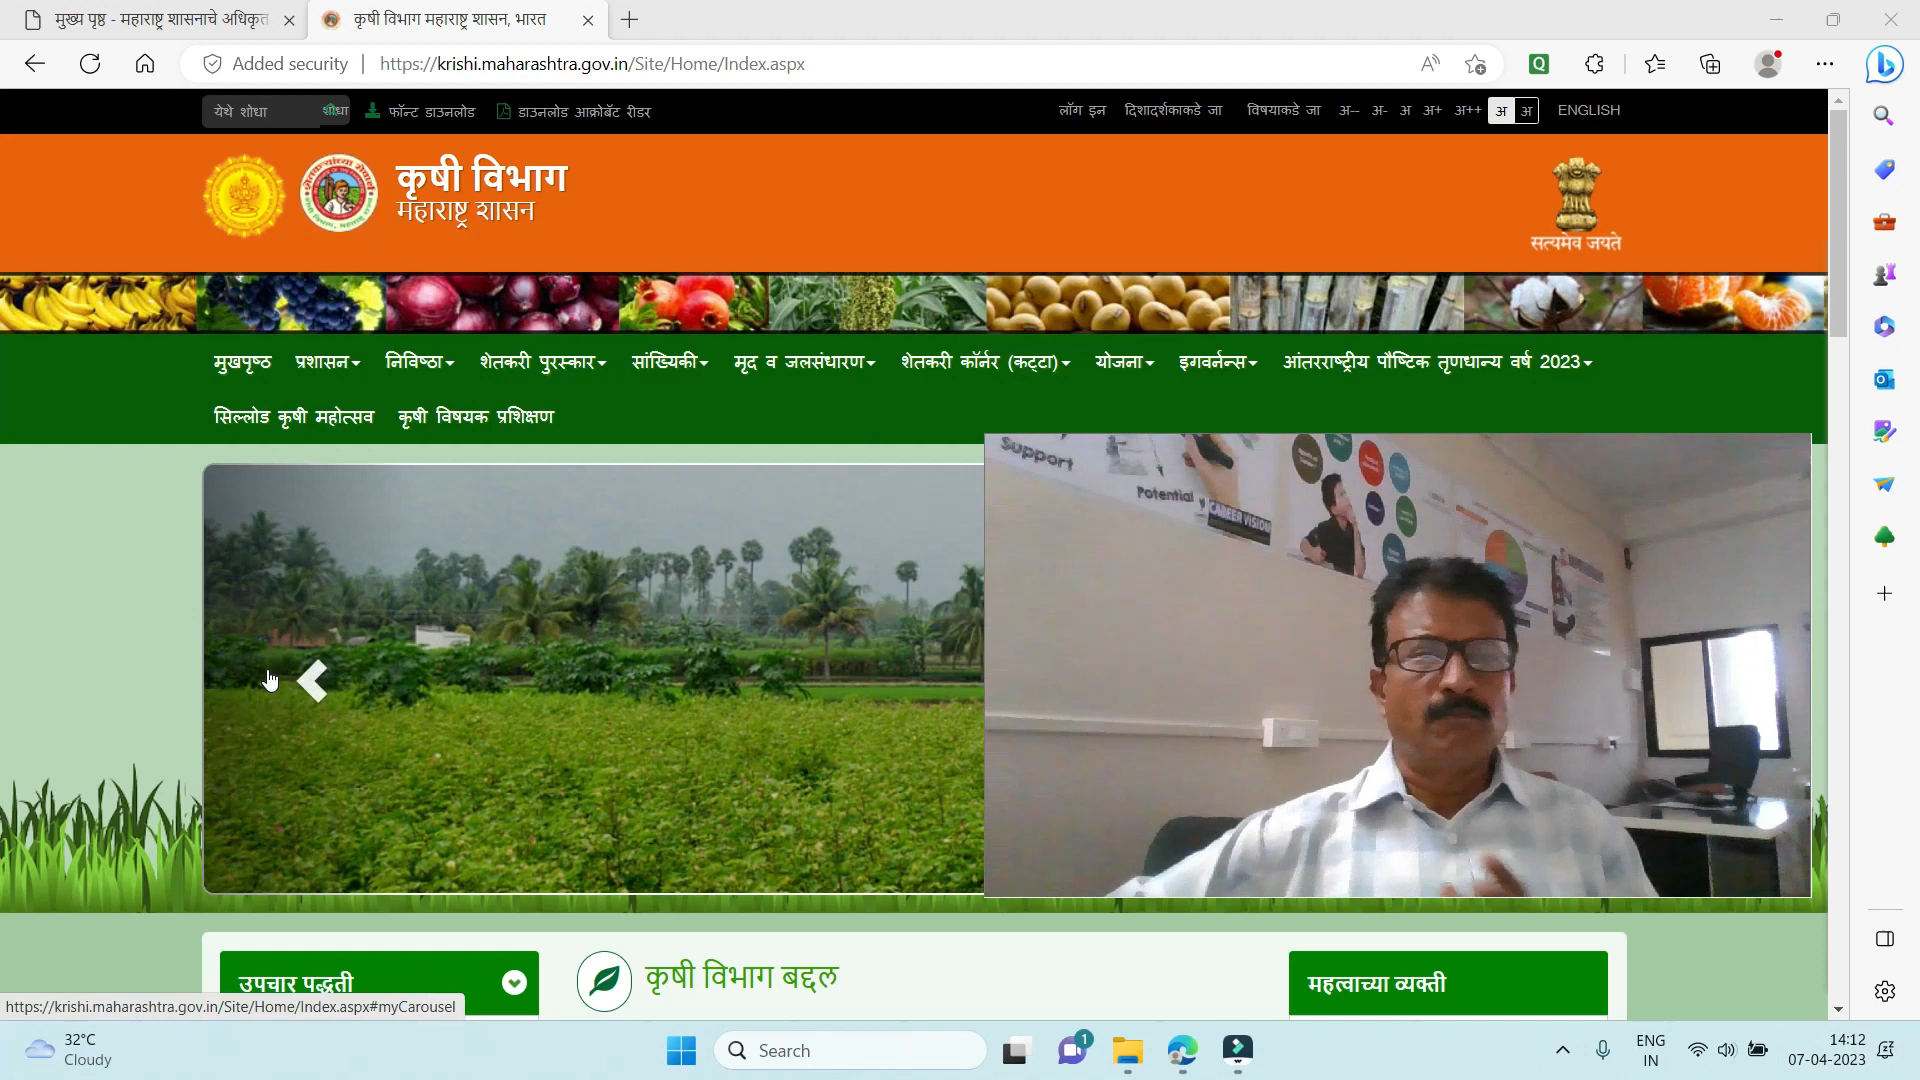 मुख्य पृष्ठ - महाराष्ट्र शासनाचे अधिकृत
कृषी विभाग महाराष्ट्र शासन, भारत
Added security
https://krishi.maharashtra.gov.in/Site/Home/Index.aspx
येथे शोधा
शोधा
फॉन्ट डाउनलोड
डाउनलोड आक्रोबॅट रीडर
लॉग इन
दिशादर्शकाकडे जा
विषयाकडे जा
अ-- अ- अ अ+ अ++ अ अ
ENGLISH
कृषी विभाग
महाराष्ट्र शासन
सत्यमेव जयते
मुखपृष्ठ प्रशासन निविष्ठा शेतकरी पुरस्कार सांख्यिकी मृद व जलसंधारण शेतकरी कॉर्नर (कट्टा) योजना इगवर्नन्स आंतरराष्ट्रीय पौष्टिक तृणधान्य वर्ष 2023
सिल्लोड कृषी महोत्सव कृषी विषयक प्रशिक्षण
Support
Potential
CAREER VISION
उपचार पद्धती
कृषी विभाग बद्दल
महत्वाच्या व्यक्ती
https://krishi.maharashtra.gov.in/Site/Home/Index.aspx#myCarousel
32°C
Cloudy
Search
1
ENG
IN
14:12
07-04-2023